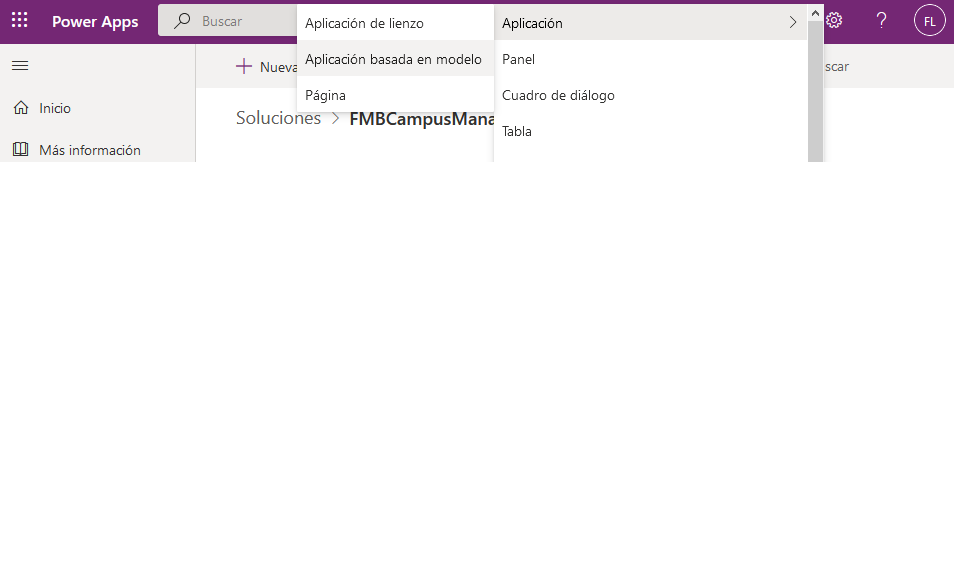 Power Apps
Buscar
FL
Aplicación de lienzo
Aplicación basada en modelo
Página
Aplicación
Panel
Cuadro de diálogo
Tabla
Nueva
Soluciones
FMBCampusMana
scar
Inicio
Más información